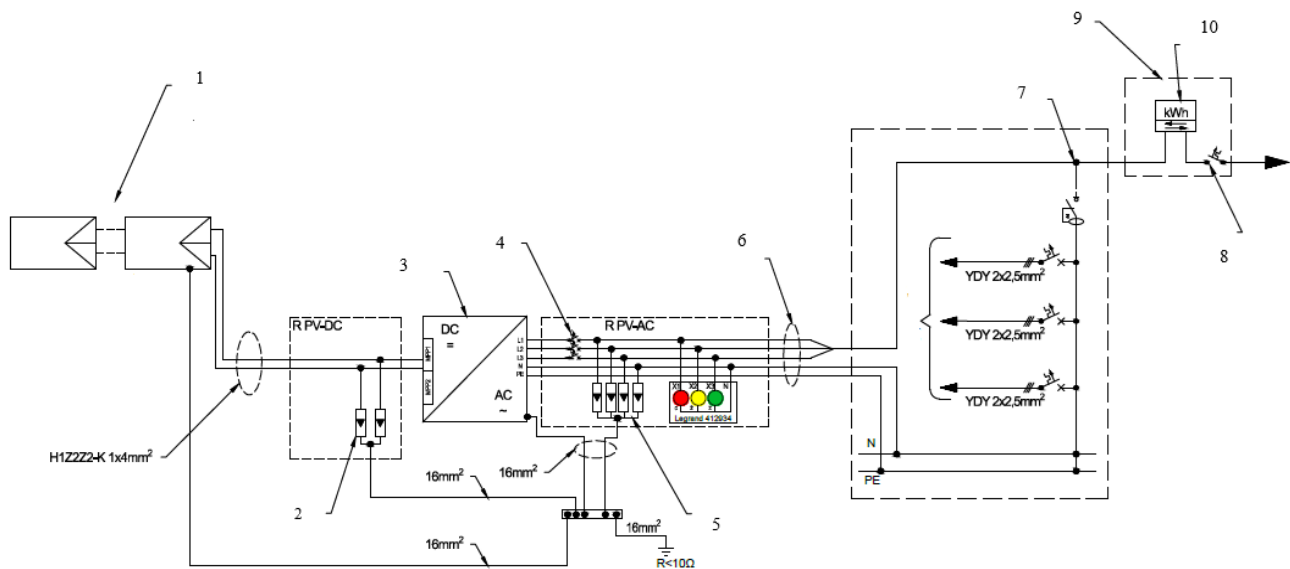 1
2
3
4
5
6
7
8
9
10
R PV-DC
DC
=
MPP1
MPP2
AC
~
R PV-AC
L1
L2
L3
N
PE
X1 X2 X3 N
Legrand 412934
kWh
YDY 2x2,5mm²
YDY 2x2,5mm²
YDY 2x2,5mm²
N
PE
H1Z2Z2-K 1x4mm²
16mm²
16mm²
16mm²
16mm²
R<10Ω